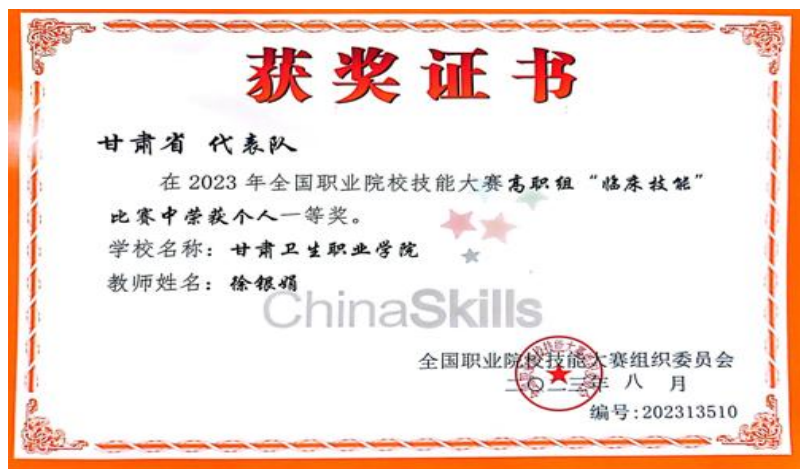 获奖证书
甘肃省 代表队
在 2023 年全国职业院校技能大赛高职组“临床技能”
比赛中荣获个人一等奖。
学校名称：甘肃卫生职业学院
教师姓名：徐银娟
ChinaSkills
全国职业院校技能大赛组织委员会
二〇二三年 八 月
编号:202313510